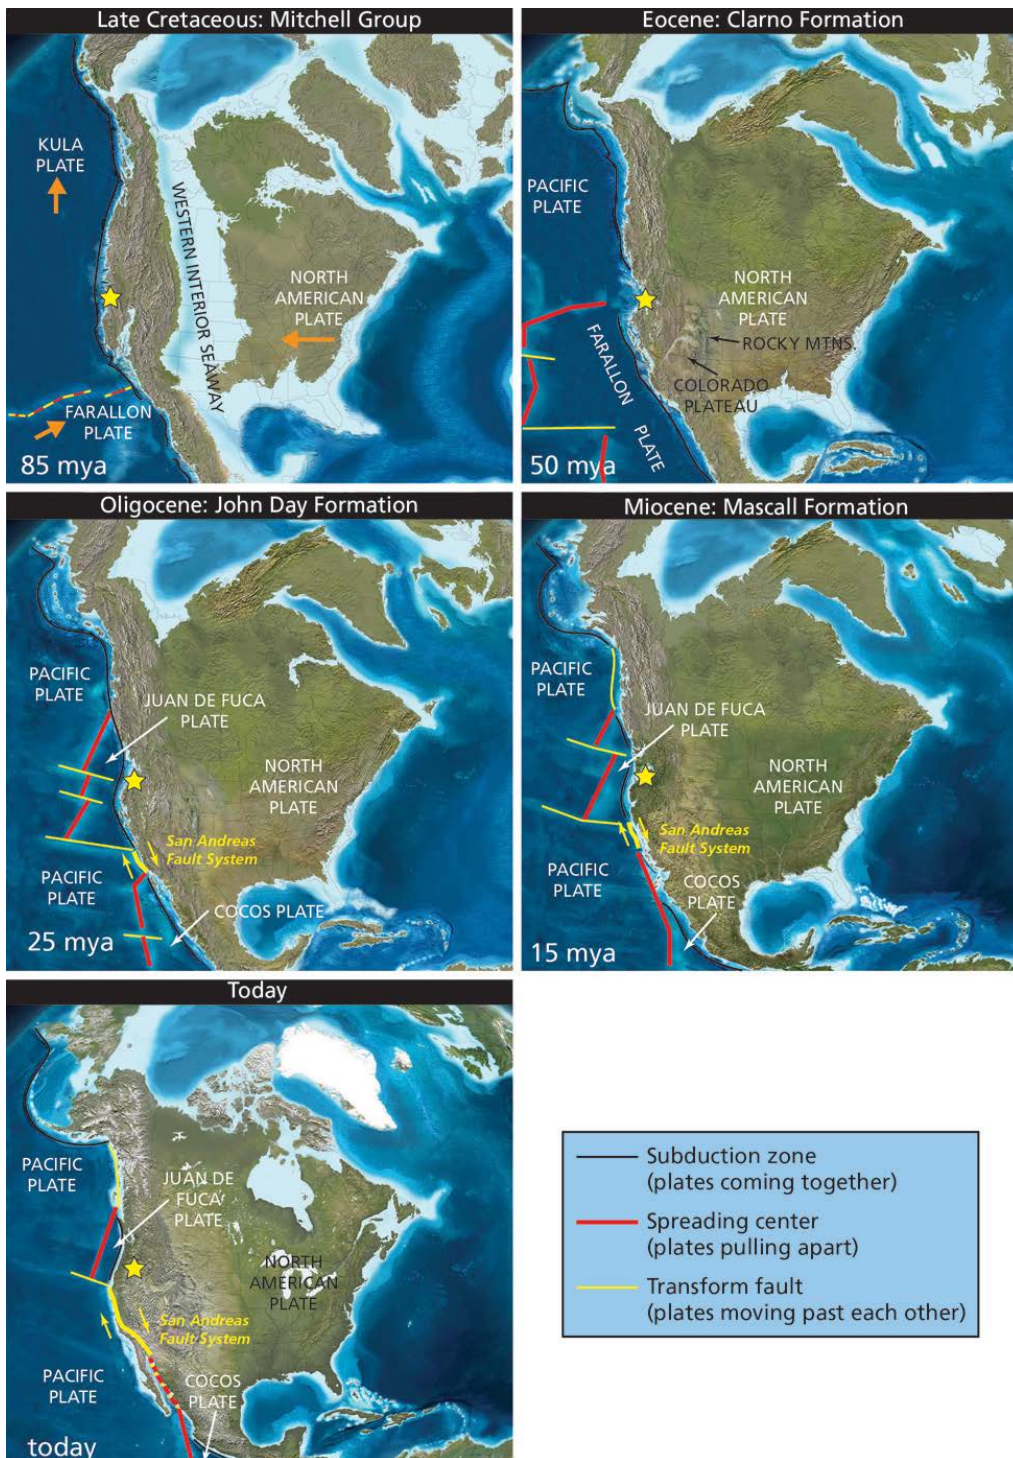 Late Cretaceous: Mitchell Group
KULA
PLATE
WESTERN INTERIOR SEAWAY
NORTH
AMERICAN
PLATE
FARALLON
PLATE
85 mya
Eocene: Clarno Formation
PACIFIC
PLATE
NORTH
AMERICAN
PLATE
ROCKY MTNS.
COLORADO
PLATEAU
FARALLON PLATE
50 mya
Oligocene: John Day Formation
PACIFIC
PLATE
JUAN DE FUCA
PLATE
NORTH
AMERICAN
PLATE
San Andreas
Fault System
PACIFIC
PLATE
COCOS PLATE
25 mya
Miocene: Mascall Formation
PACIFIC
PLATE
JUAN DE FUCA
PLATE
NORTH
AMERICAN
PLATE
San Andreas
Fault System
PACIFIC
PLATE
COCOS
PLATE
15 mya
Today
PACIFIC
PLATE
JUAN DE
FUCA
PLATE
NORTH
AMERICAN
PLATE
San Andreas
Fault System
PACIFIC
PLATE
COCOS
PLATE
today
Subduction zone
(plates coming together)
Spreading center
(plates pulling apart)
Transform fault
(plates moving past each other)